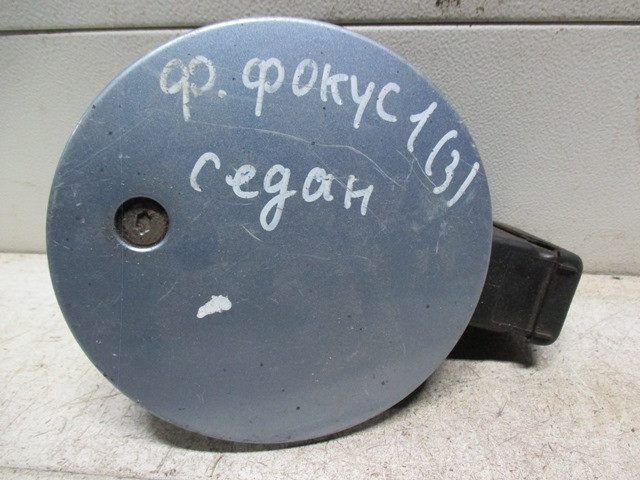 ф. фокус 1 (3)
седан